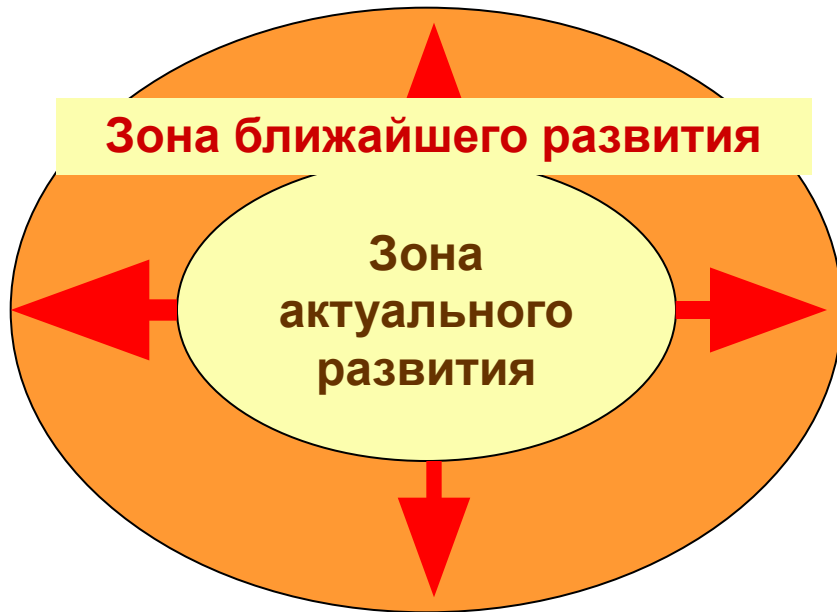 Зона ближайшего развития
Зона
актуального
развития